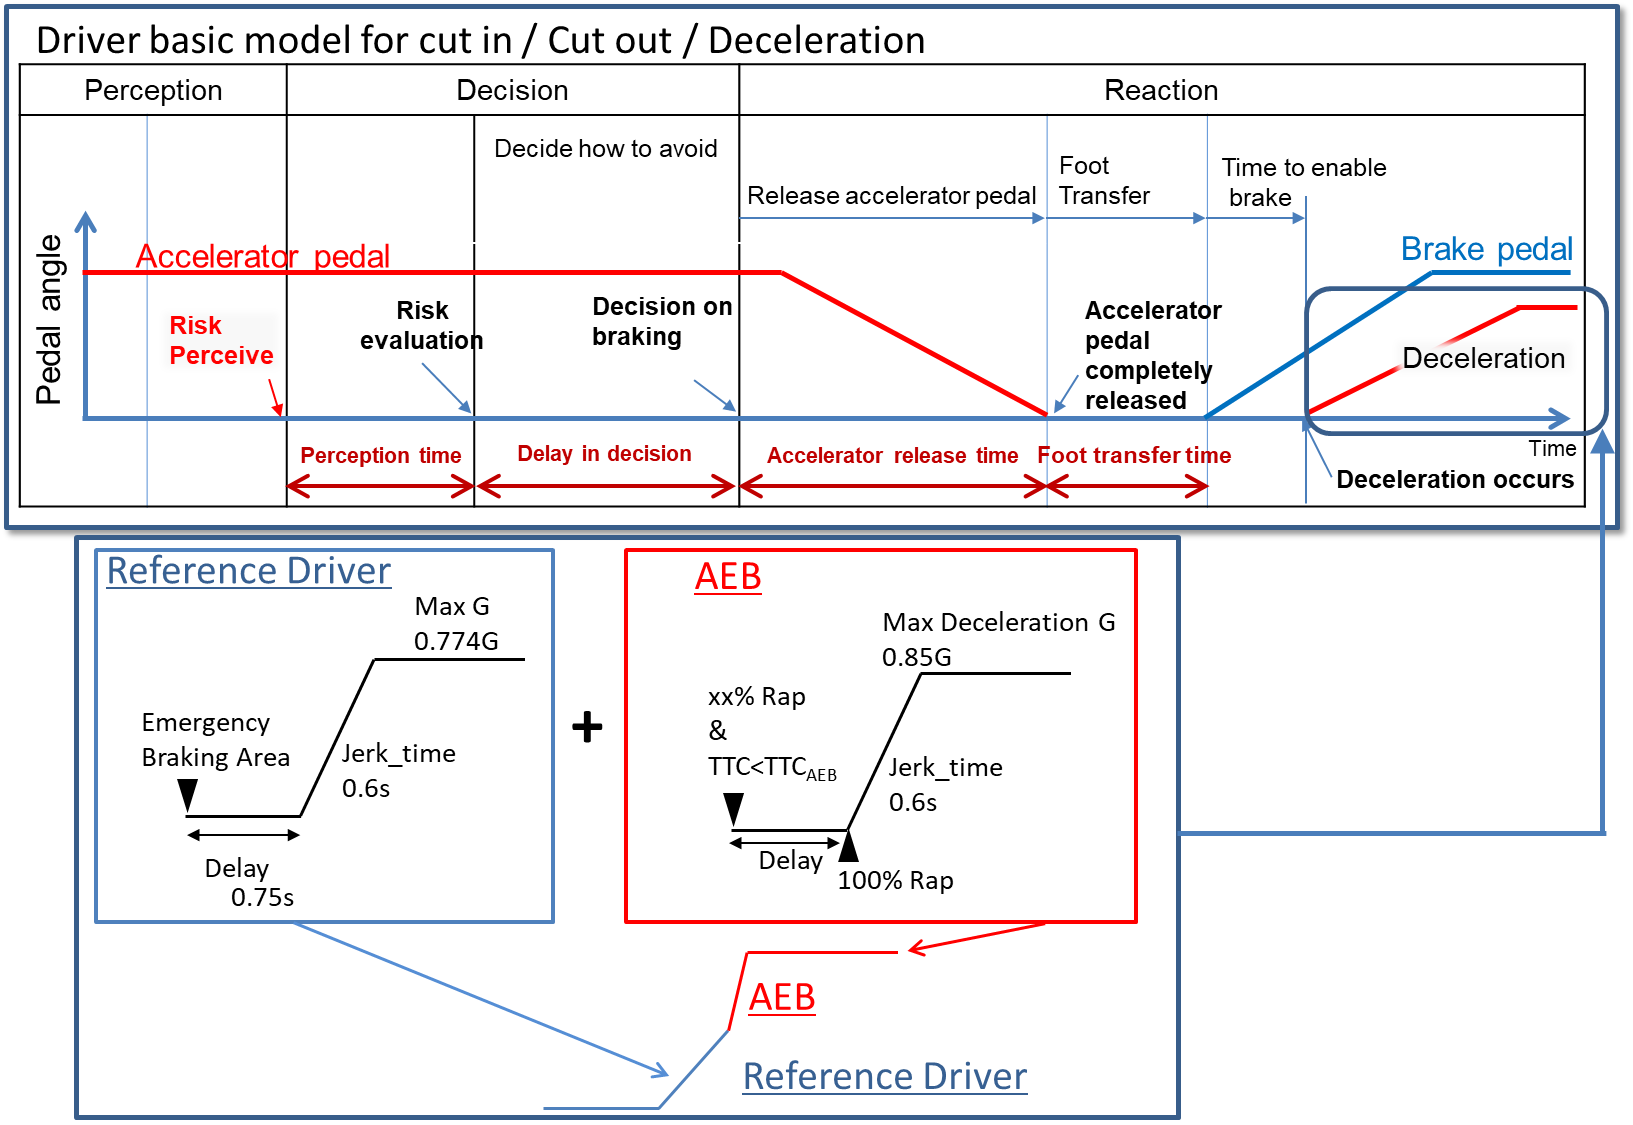 Driver basic model for cut in / Cut out / Deceleration
Perception
Decision
Reaction
Decide how to avoid
Release accelerator pedal
Foot
Transfer
Time to enable
brake
Pedal angle
Accelerator pedal
Brake pedal
Risk
Perceive
Risk
evaluation
Decision on
braking
Accelerator
pedal
completely
released
Deceleration
Time
Perception time
Delay in decision
Accelerator release time
Foot transfer time
Deceleration occurs
Reference Driver
Max G
0.774G
Emergency
Braking Area
Jerk_time
0.6s
Delay
0.75s
+
AEB
Max Deceleration G
0.85G
xx% Rap
&
TTC<TTCAEB
Jerk_time
0.6s
Delay
100% Rap
AEB
Reference Driver